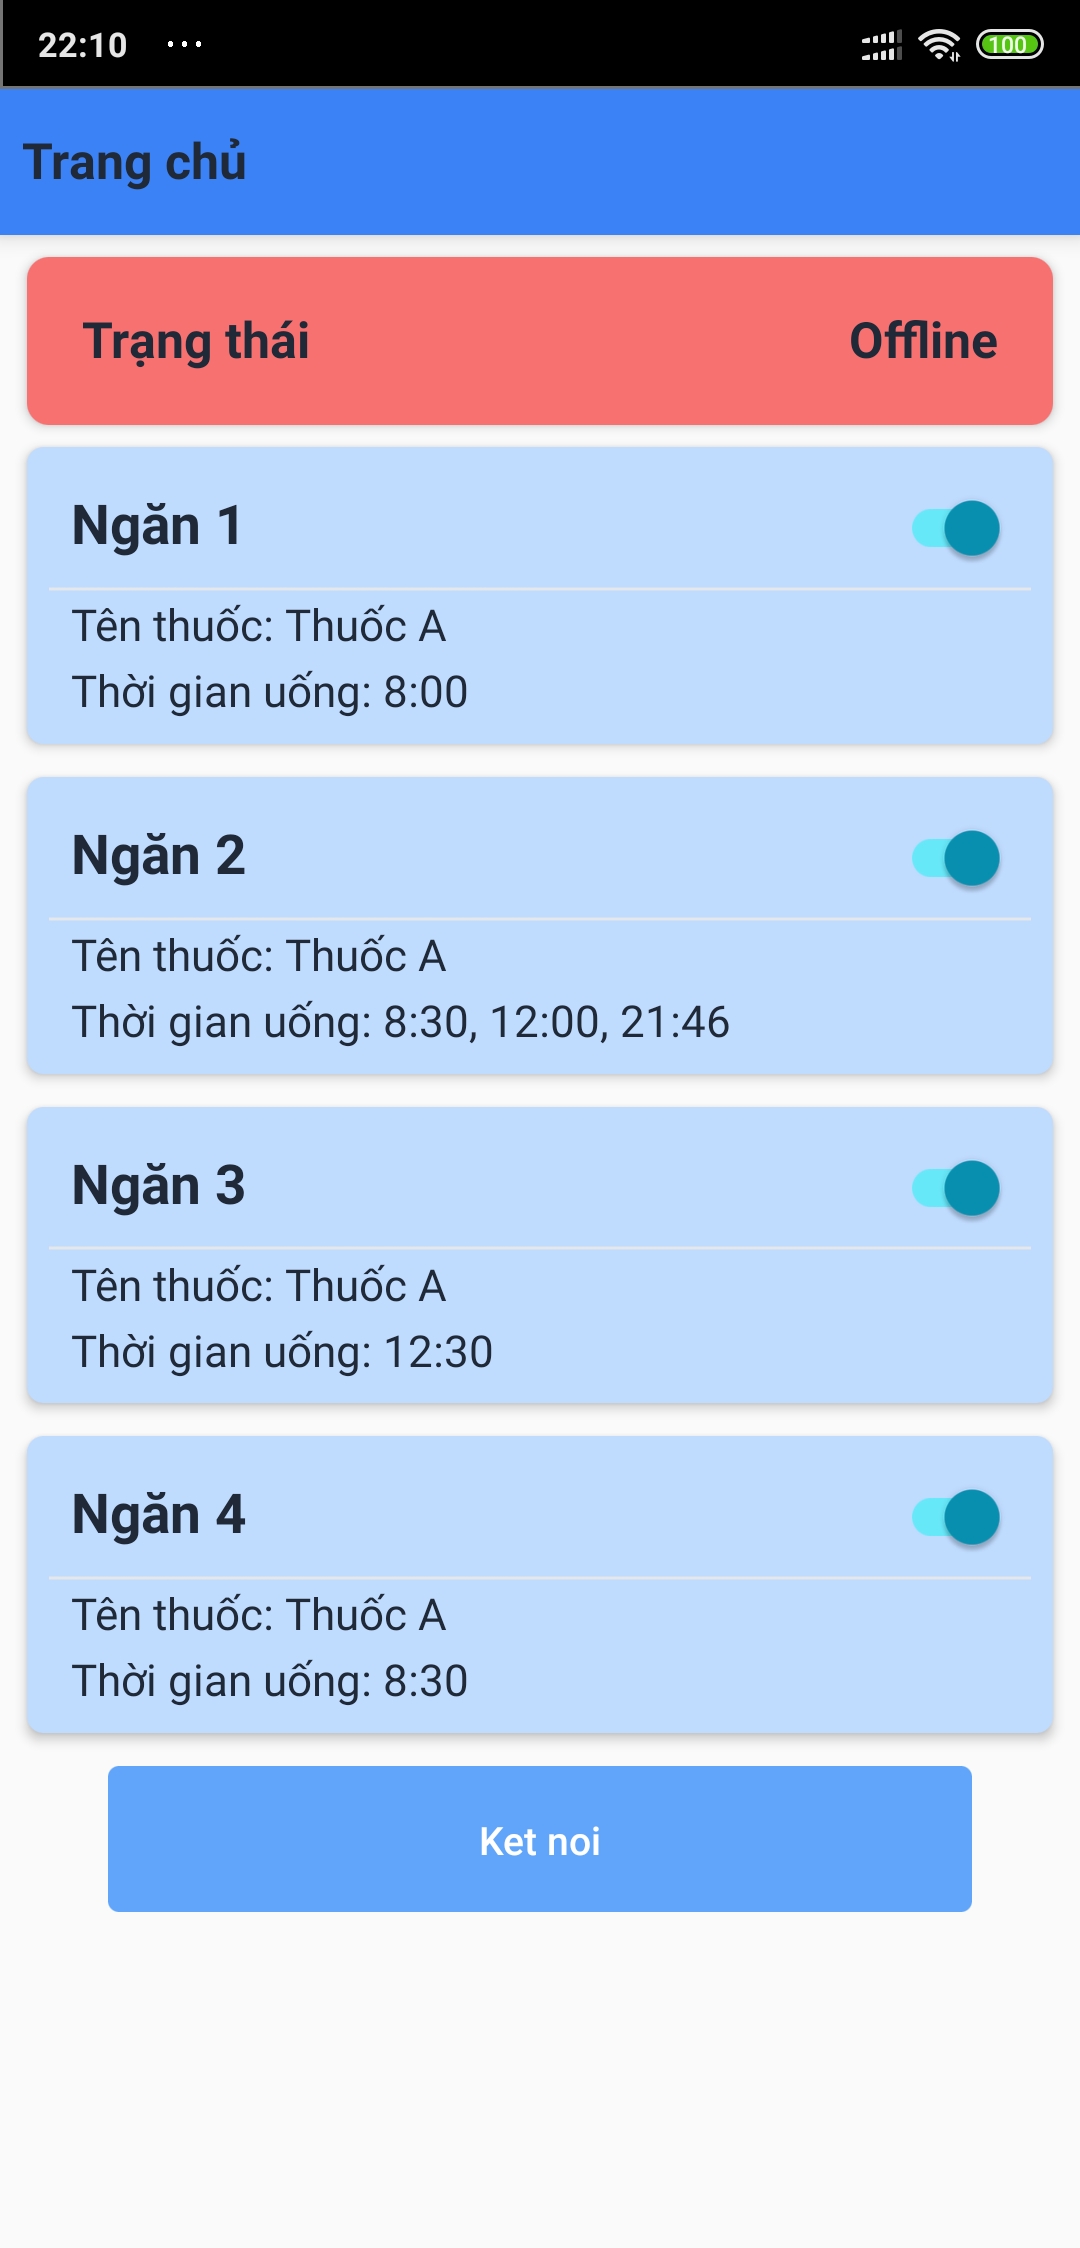 22:10 ...
100
Trang chủ
Trạng thái Offline
Ngăn 1
Tên thuốc: Thuốc A
Thời gian uống: 8:00
Ngăn 2
Tên thuốc: Thuốc A
Thời gian uống: 8:30, 12:00, 21:46
Ngăn 3
Tên thuốc: Thuốc A
Thời gian uống: 12:30
Ngăn 4
Tên thuốc: Thuốc A
Thời gian uống: 8:30
Ket noi